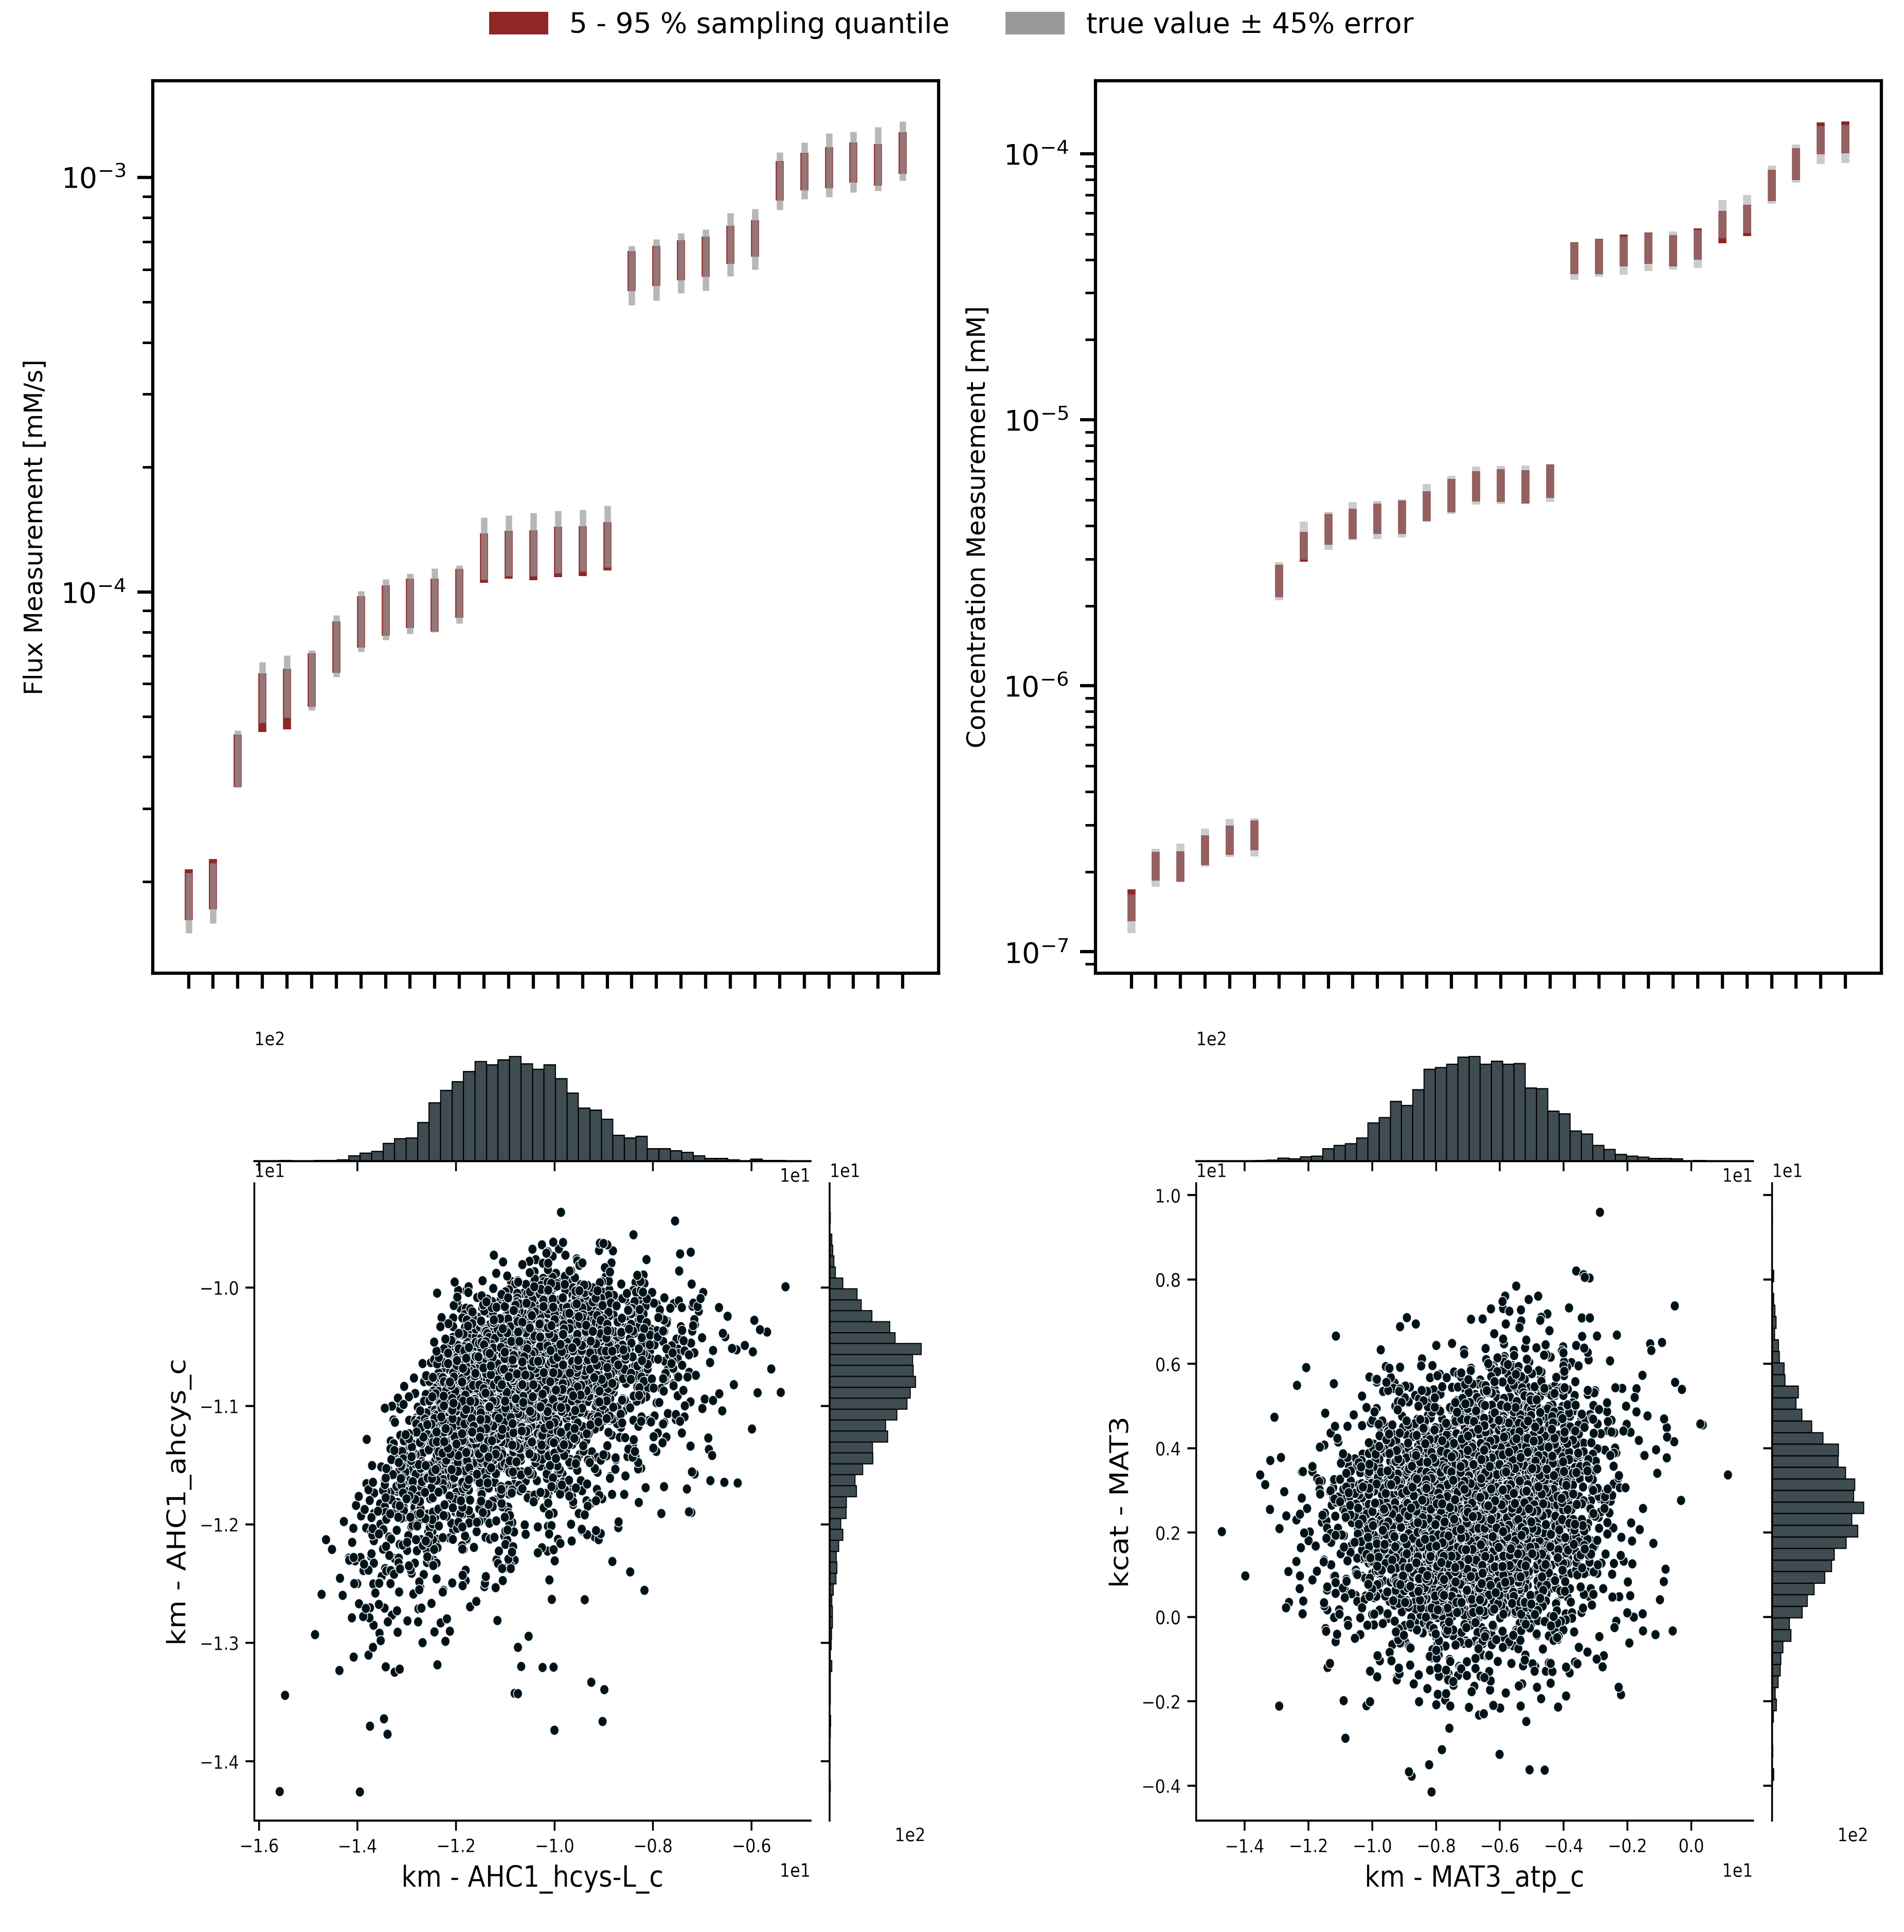 5 - 95 % sampling quantile
true value ± 45% error
Flux Measurement [mM/s]
10⁻³
10⁻⁴
Concentration Measurement [mM]
10⁻⁴
10⁻⁵
10⁻⁶
10⁻⁷
1e2
1e1
1e1
1e1
km - AHC1_ahcys_c
−1.0
−1.1
−1.2
−1.3
−1.4
−1.6
−1.4
−1.2
−1.0
−0.8
−0.6
1e2
1e1
km - AHC1_hcys-L_c
1e2
1e1
1e1
1e1
kcat - MAT3
1.0
0.8
0.6
0.4
0.2
0.0
−0.2
−0.4
−1.4
−1.2
−1.0
−0.8
−0.6
−0.4
−0.2
0.0
1e2
1e1
km - MAT3_atp_c